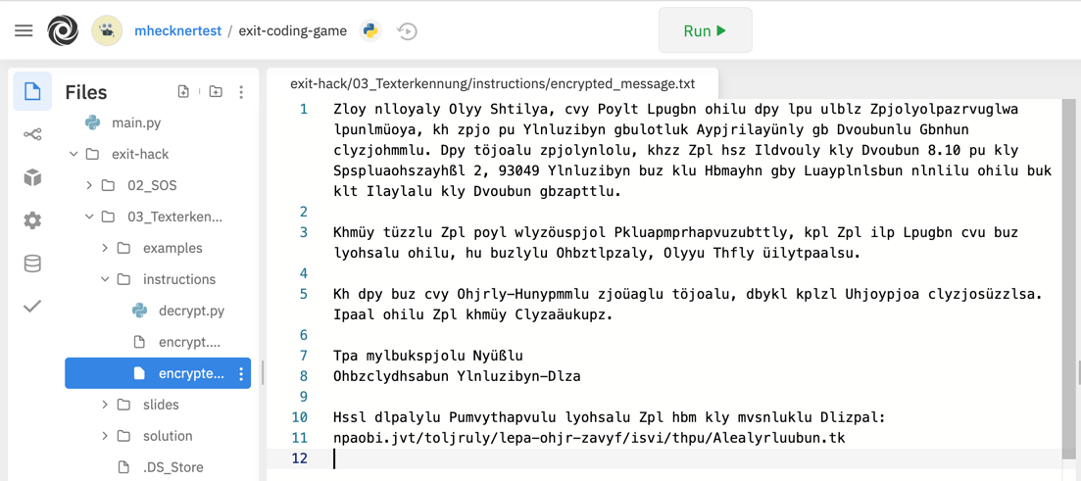 mhecknertest / exit-coding-game
Run
exit-hack/03_Texterkennung/instructions/encrypted_message.txt
Files
main.py
exit-hack
02_SOS
03_Texterken...
examples
instructions
decrypt.py
encrypt....
encrypte...
slides
solution
.DS_Store
1 Zloy nlloyaly Olyy Shtilya, cvy Poylt Lpugbn ohilu dpy lpu ulblz Zpjolyolpazrvuglwa
lpunlmüoya, kh zpjo pu Ylnluzibyn gbulotluk Aypjrilayünly gb Dvoubunlu Gbnhun
clyzjohmmlu. Dpy töjoalu zpjolynlolu, khzz Zpl hsz Ildvouly kly Dvoubun 8.10 pu kly
Spspluaohszayhßl 2, 93049 Ylnluzibyn buz klu Hbmayhn gby Luayplnlsbun nlnlilu ohilu buk
klt Ilaylalu kly Dvoubun gbzapttlu.
2
3 Khmüy tüzzlu Zpl poyl wlyzöuspjol Pkluapmprhapvuzubttly, kpl Zpl ilp Lpugbn cvu buz
lyohsalu ohilu, hu buzlylu Ohbztlpzaly, Olyyu Thfly üilytpaalsu.
4
5 Kh dpy buz cvy Ohjrly-Hunypmmlu zjoüaglu töjoalu, dbykl kplzl Uhjoypjoa clyzjosüzzlsa.
Ipaal ohilu Zpl khmüy Clyzaäukupz.
6
7 Tpa mylbukspjolu Nyüßlu
8 Ohbzclydhsabun Ylnluzibyn-Dlza
9
10 Hssl dlpalylu Pumvythapvulu lyohsalu Zpl hbm kly mvsnluklu Dlizpal:
11 npaobi.jvt/toljruly/lepa-ohjr-zavyf/isvi/thpu/Alealyrluubun.tk
12